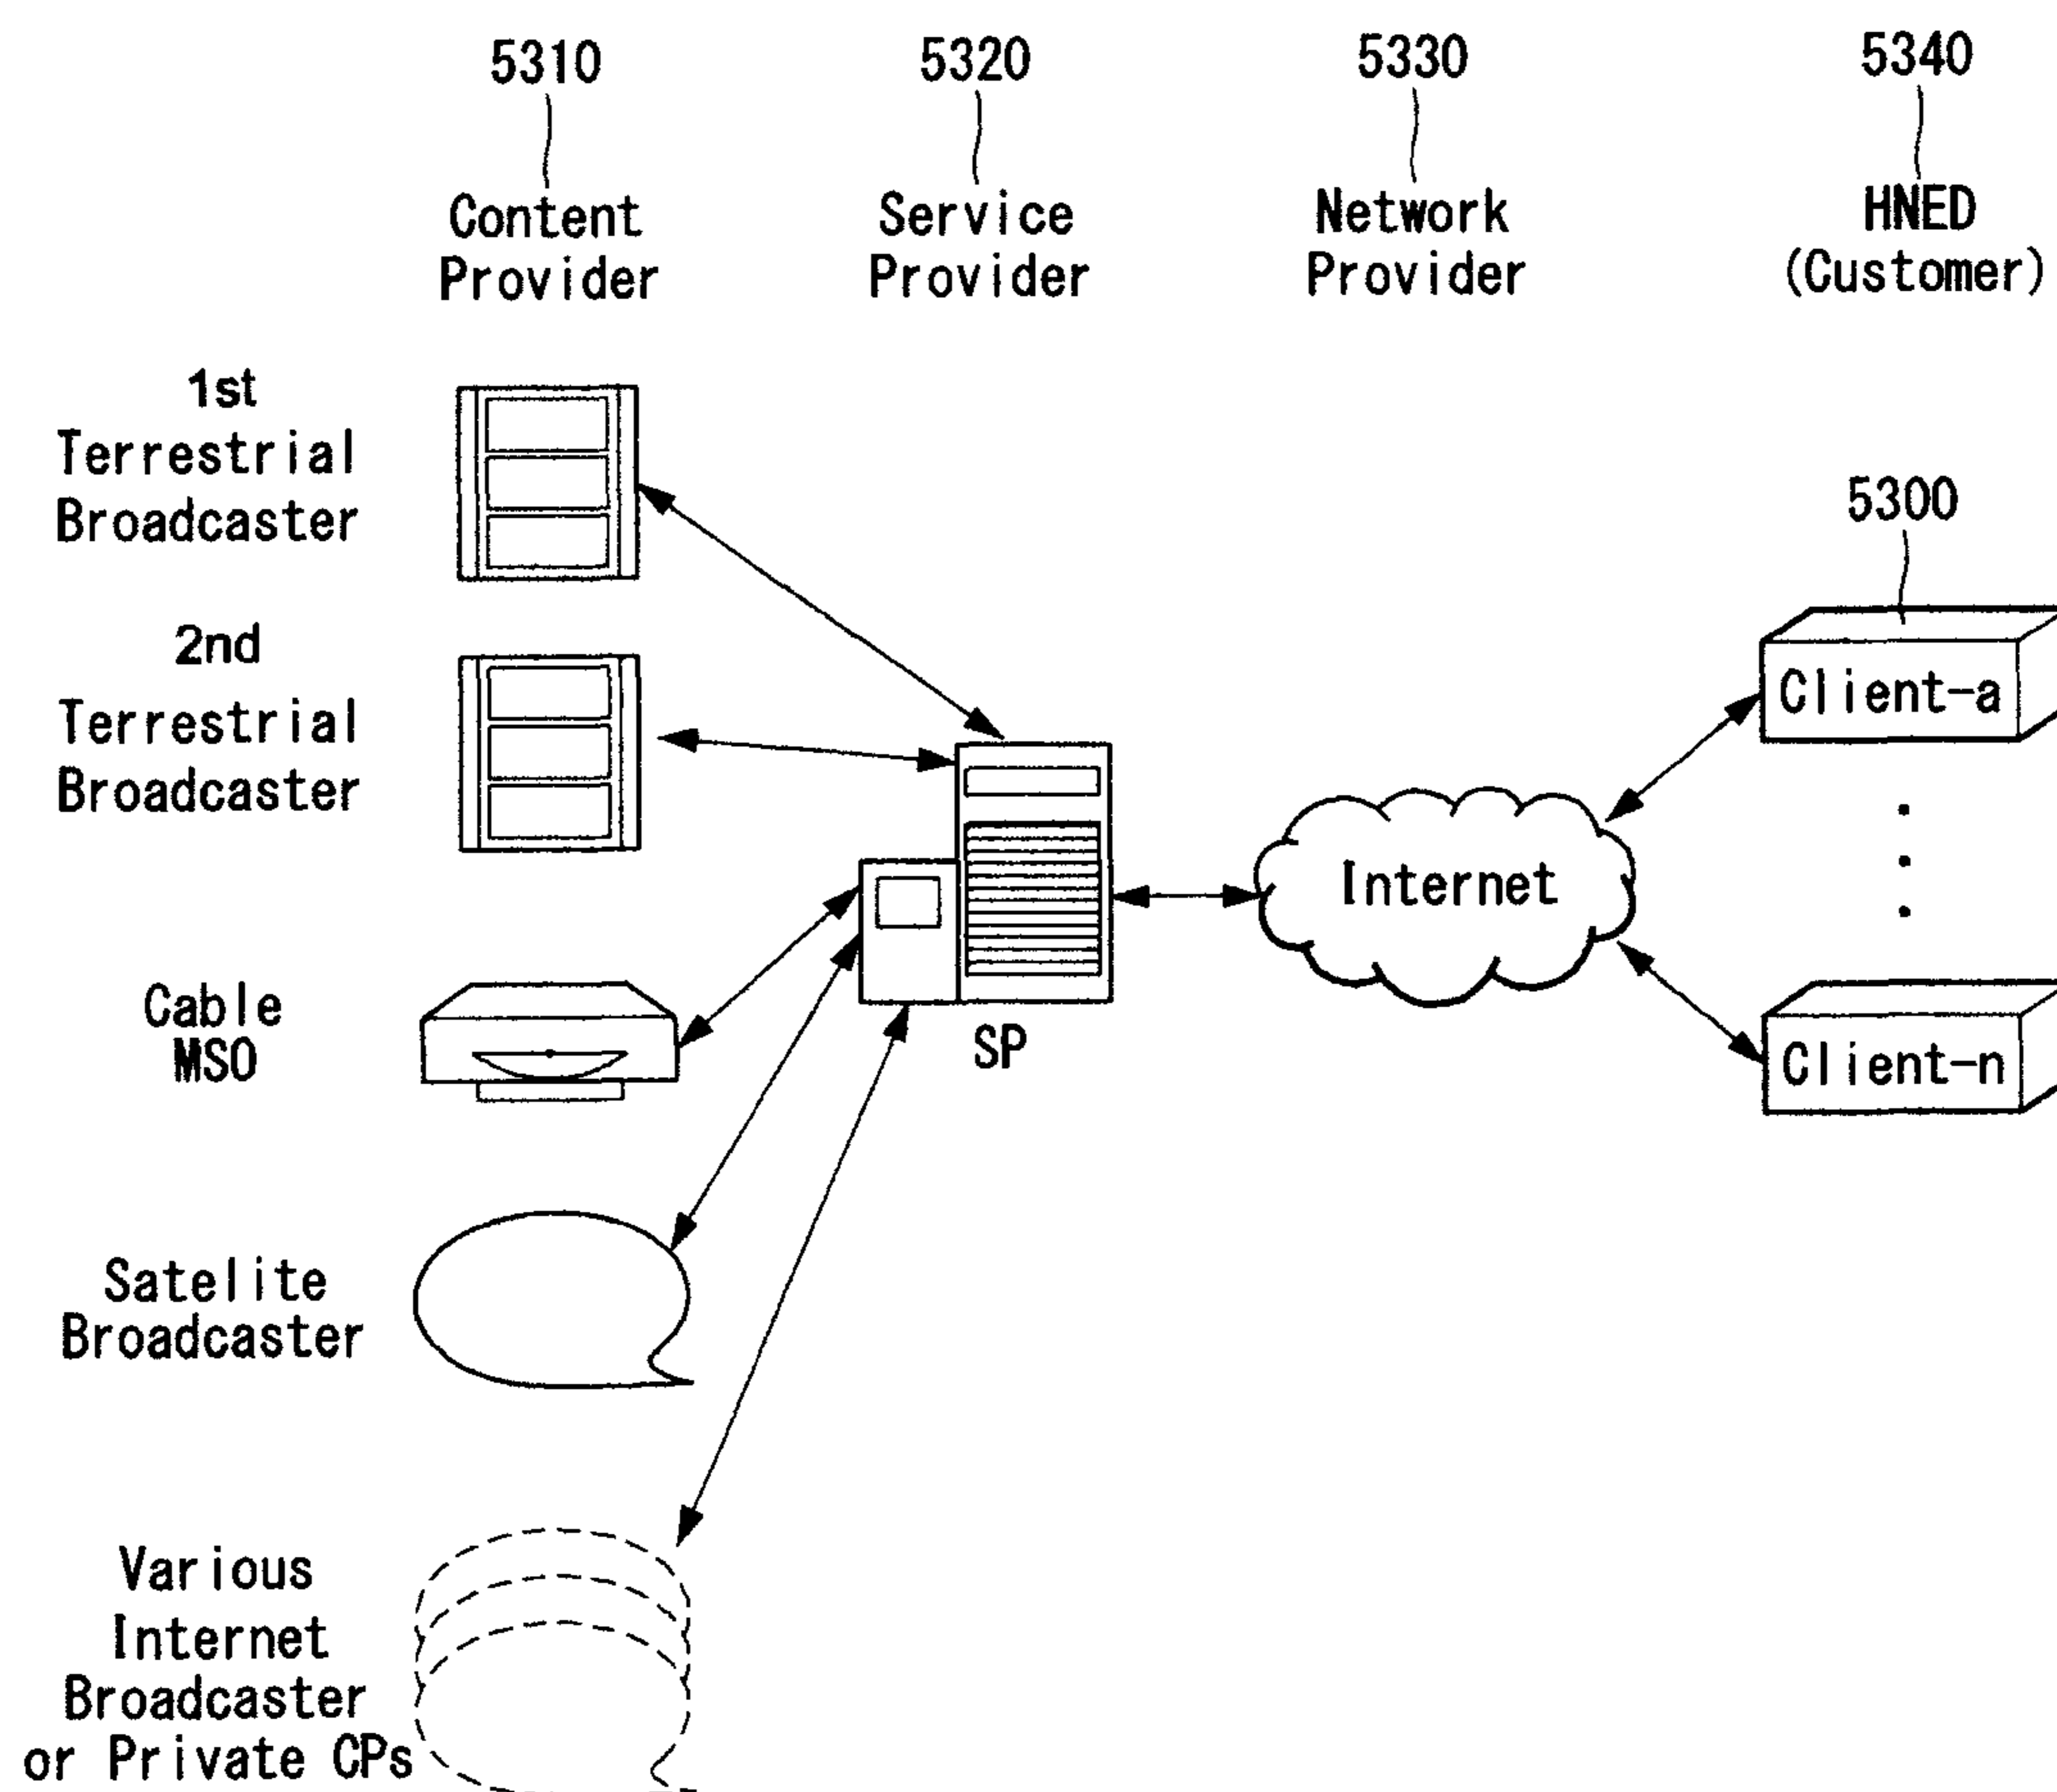 5310
5320
5330
5340
Content
Provider
Service
Provider
Network
Provider
HNED
(Customer)
1st
Terrestrial
Broadcaster
5300
Client-a
2nd
Terrestrial
Broadcaster
Internet
Cable
MSO
SP
Client-n
Satelite
Broadcaster
Various
Internet
Broadcaster
or Private CPs